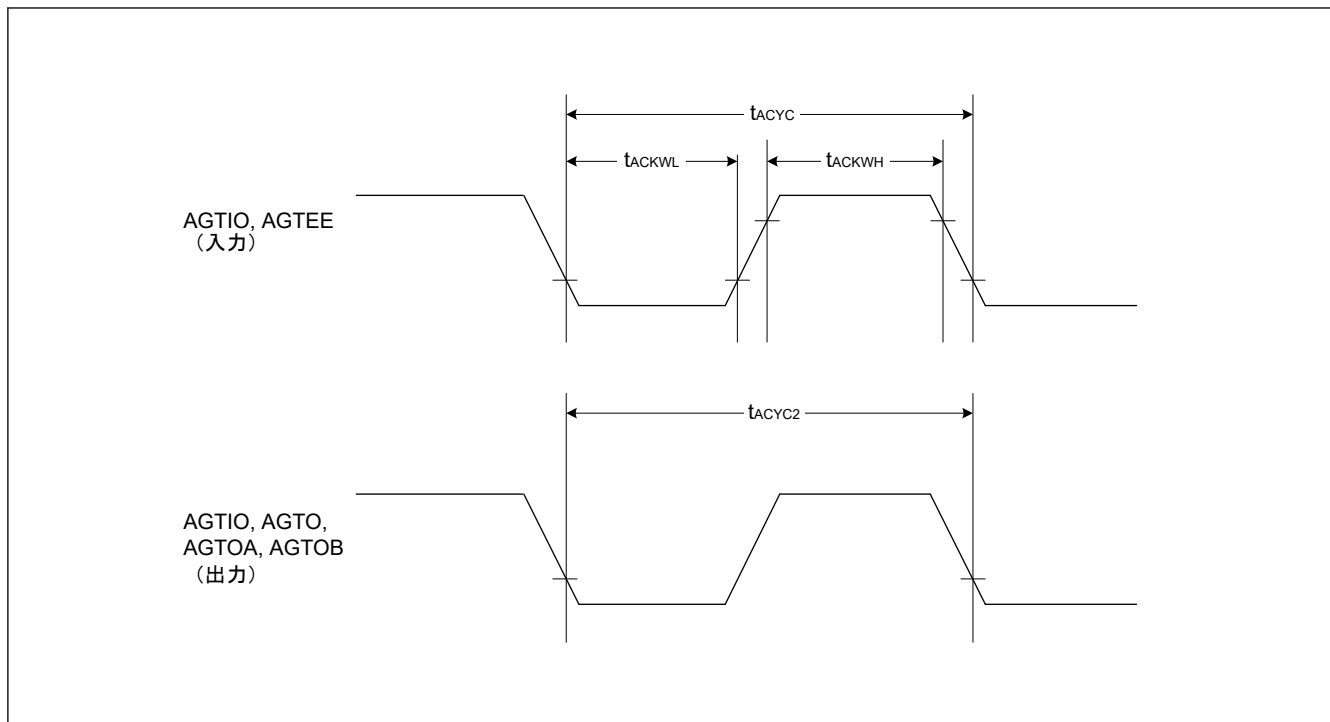 tACYC
tACKWL
tACKWH
AGTIO, AGTEE
（入力）
tACYC2
AGTIO, AGTO,
AGTOA, AGTOB
（出力）